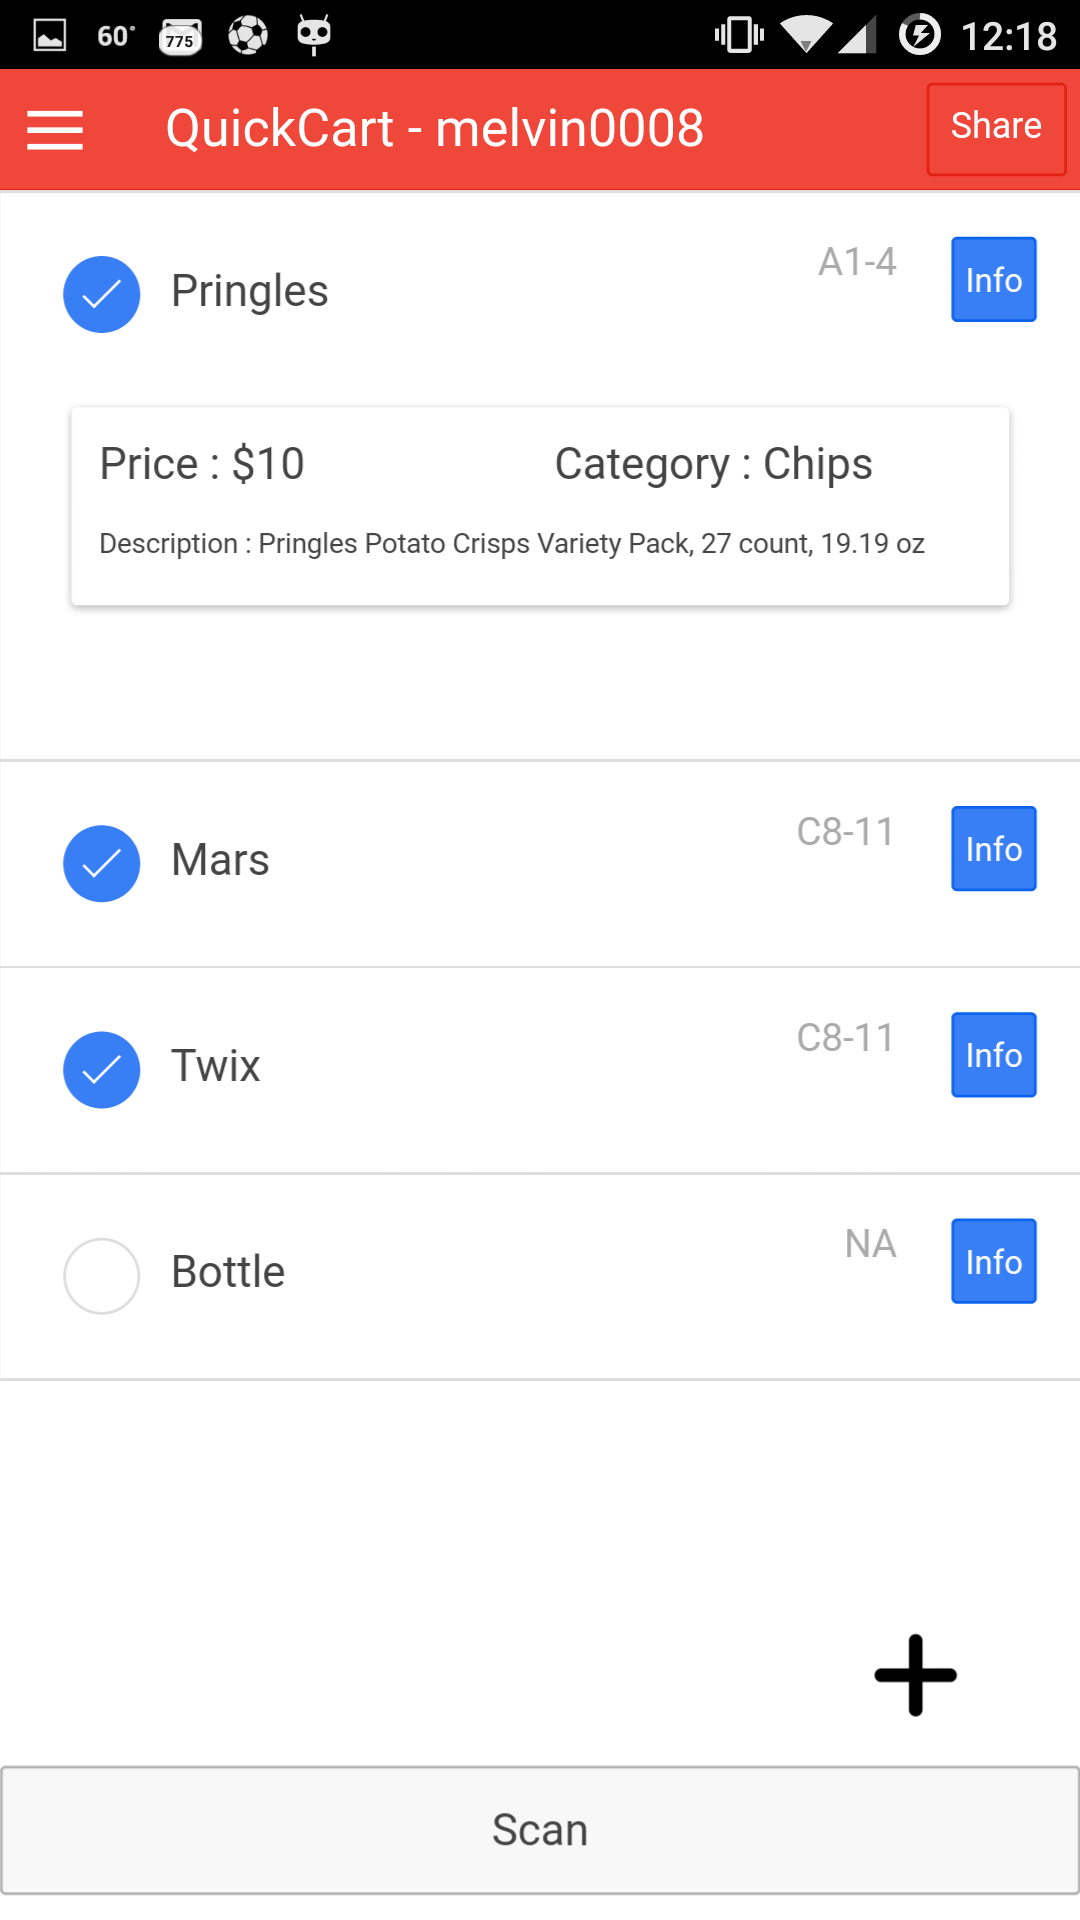 60° 775 12:18
QuickCart - melvin0008 Share
Pringles A1-4 Info
Price : $10 Category : Chips
Description : Pringles Potato Crisps Variety Pack, 27 count, 19.19 oz
Mars C8-11 Info
Twix C8-11 Info
Bottle NA Info
Scan